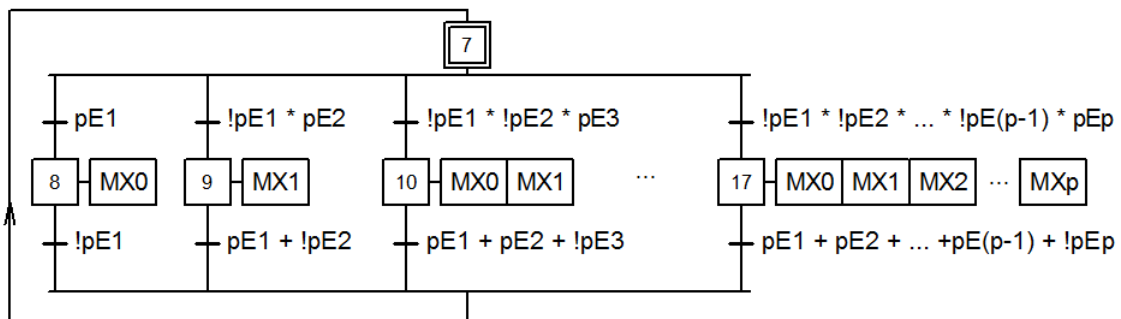 7
pE1 !pE1 * pE2 !pE1 * !pE2 * pE3 !pE1 * !pE2 * ... * !pE(p-1) * pEp
8 MX0 9 MX1 10 MX0 MX1 ... 17 MX0 MX1 MX2 ... MXp
!pE1 pE1 + !pE2 pE1 + pE2 + !pE3 pE1 + pE2 + ... +pE(p-1) + !pEp